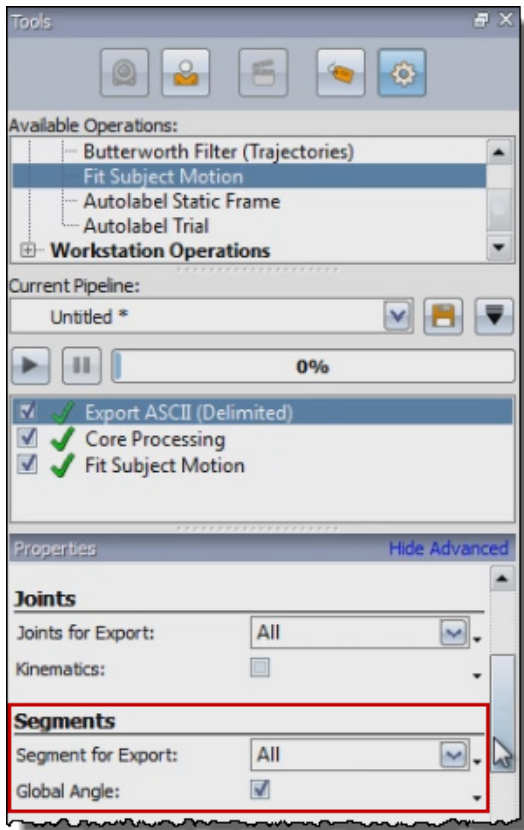 Tools
Available Operations:
Butterworth Filter (Trajectories)
Fit Subject Motion
Autolabel Static Frame
Autolabel Trial
Workstation Operations
Current Pipeline:
Untitled *
0%
Export ASCII (Delimited)
Core Processing
Fit Subject Motion
Properties Hide Advanced
Joints
Joints for Export: All
Kinematics:
Segments
Segment for Export: All
Global Angle: